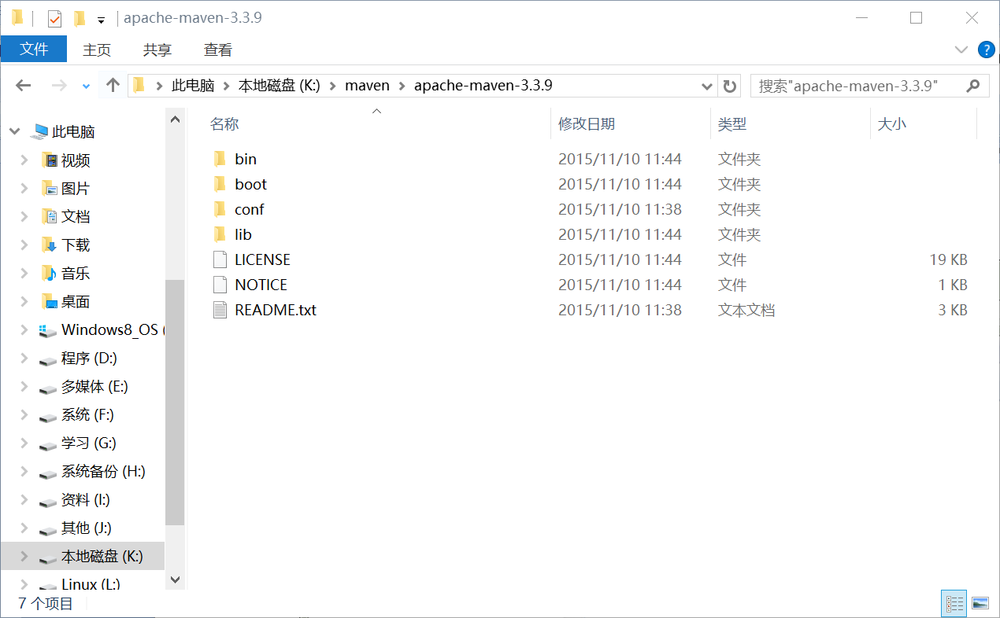 apache-maven-3.3.9
文件 主页 共享 查看
此电脑 本地磁盘 (K:) maven apache-maven-3.3.9 搜索"apache-maven-3.3.9"
名称 修改日期 类型 大小
此电脑
视频
图片
文档
下载
音乐
桌面
Windows8_OS (
程序 (D:)
多媒体 (E:)
系统 (F:)
学习 (G:)
系统备份 (H:)
资料 (I:)
其他 (J:)
本地磁盘 (K:)
Linux (L:)
bin 2015/11/10 11:44 文件夹
boot 2015/11/10 11:44 文件夹
conf 2015/11/10 11:38 文件夹
lib 2015/11/10 11:44 文件夹
LICENSE 2015/11/10 11:44 文件 19 KB
NOTICE 2015/11/10 11:44 文件 1 KB
README.txt 2015/11/10 11:38 文本文档 3 KB
7 个项目